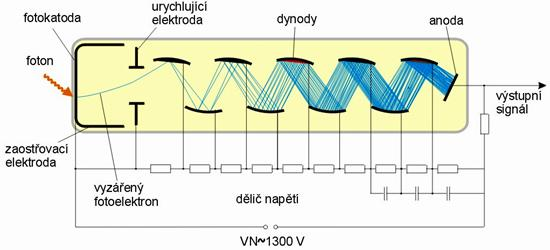 urychlující
elektroda
fotokatoda
dynody
anoda
foton
výstupní
signál
zaostřovací
elektroda
vyzářený
fotoelektron
dělič napětí
VN~1300 V